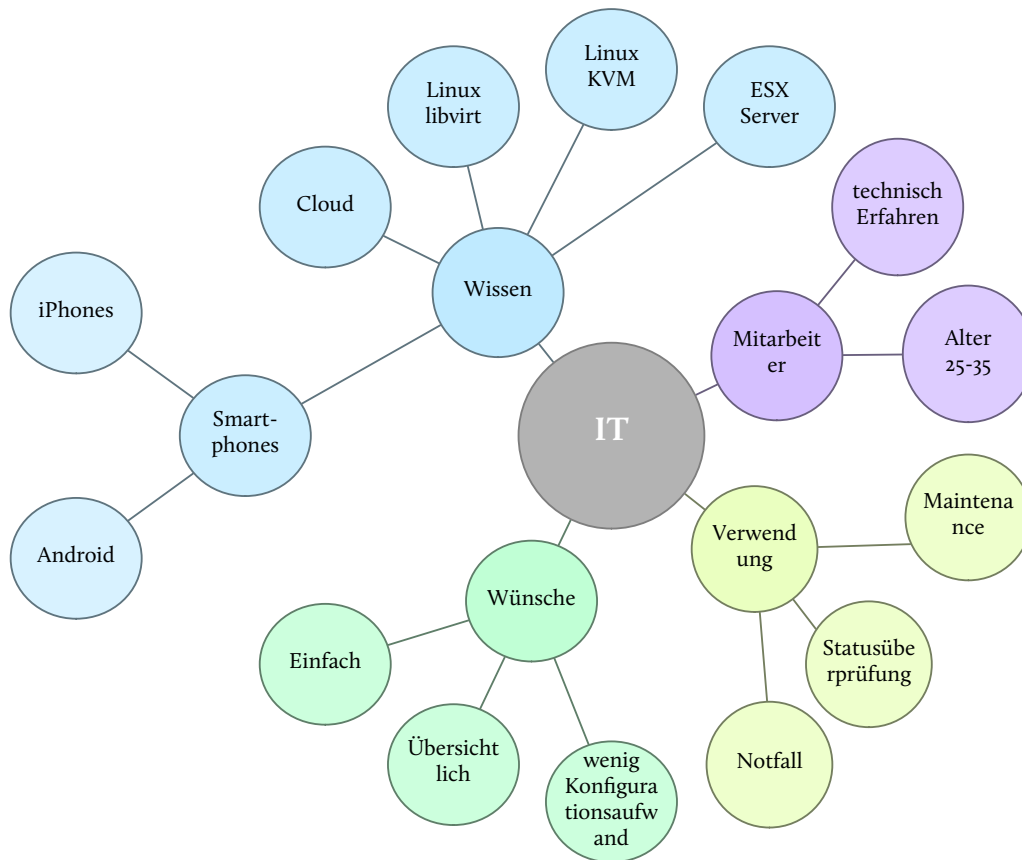 Linux
KVM
Linux
libvirt
ESX
Server
Cloud
technisch
Erfahren
Wissen
iPhones
Mitarbeit
er
Alter
25-35
Smart-
phones
IT
Maintena
nce
Verwend
ung
Android
Wünsche
Einfach
Statusübe
rprüfung
Übersicht
lich
wenig
Konfigura
tionsaufw
and
Notfall